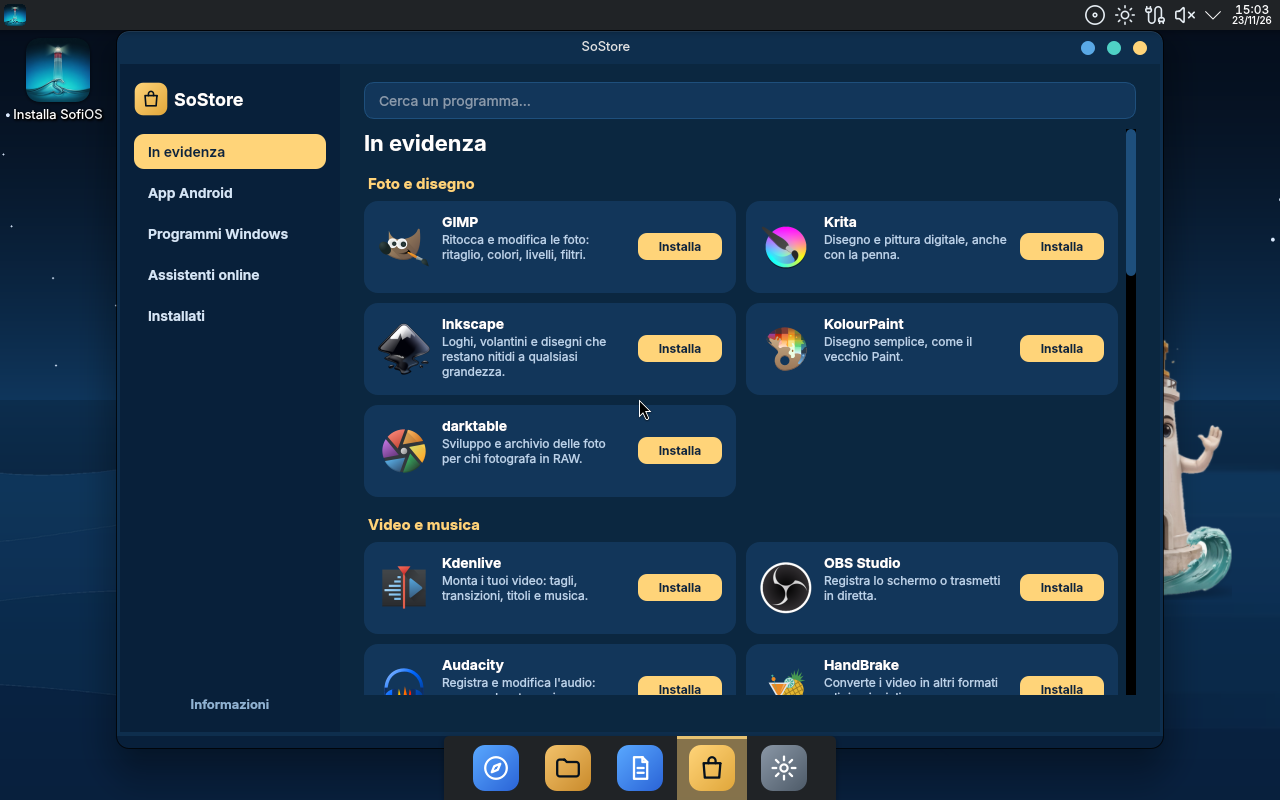 15:03
23/11/26
SoStore
Installa SofiOS
SoStore
In evidenza
App Android
Programmi Windows
Assistenti online
Installati
Informazioni
Cerca un programma...
In evidenza
Foto e disegno
GIMP
Ritocca e modifica le foto:
ritaglio, colori, livelli, filtri.
Installa
Krita
Disegno e pittura digitale, anche
con la penna.
Installa
Inkscape
Loghi, volantini e disegni che
restano nitidi a qualsiasi
grandezza.
Installa
KolourPaint
Disegno semplice, come il
vecchio Paint.
Installa
darktable
Sviluppo e archivio delle foto
per chi fotografa in RAW.
Installa
Video e musica
Kdenlive
Monta i tuoi video: tagli,
transizioni, titoli e musica.
Installa
OBS Studio
Registra lo schermo o trasmetti
in diretta.
Installa
Audacity
Registra e modifica l'audio:
Installa
HandBrake
Converte i video in altri formati
Installa